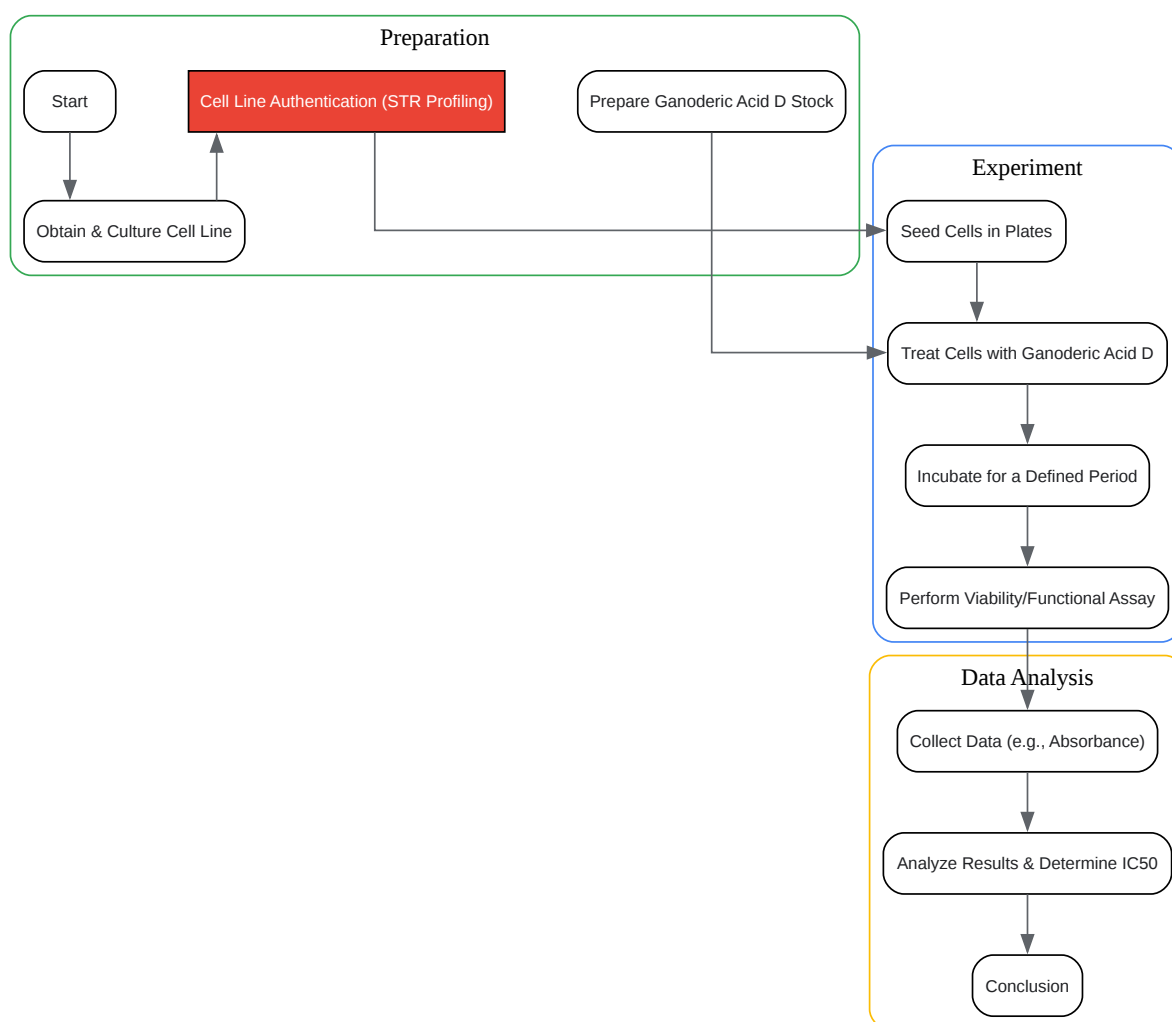 Preparation
Start
Cell Line Authentication (STR Profiling)
Prepare Ganoderic Acid D Stock
Obtain & Culture Cell Line
Experiment
Seed Cells in Plates
Treat Cells with Ganoderic Acid D
Incubate for a Defined Period
Perform Viability/Functional Assay
Data Analysis
Collect Data (e.g., Absorbance)
Analyze Results & Determine IC50
Conclusion